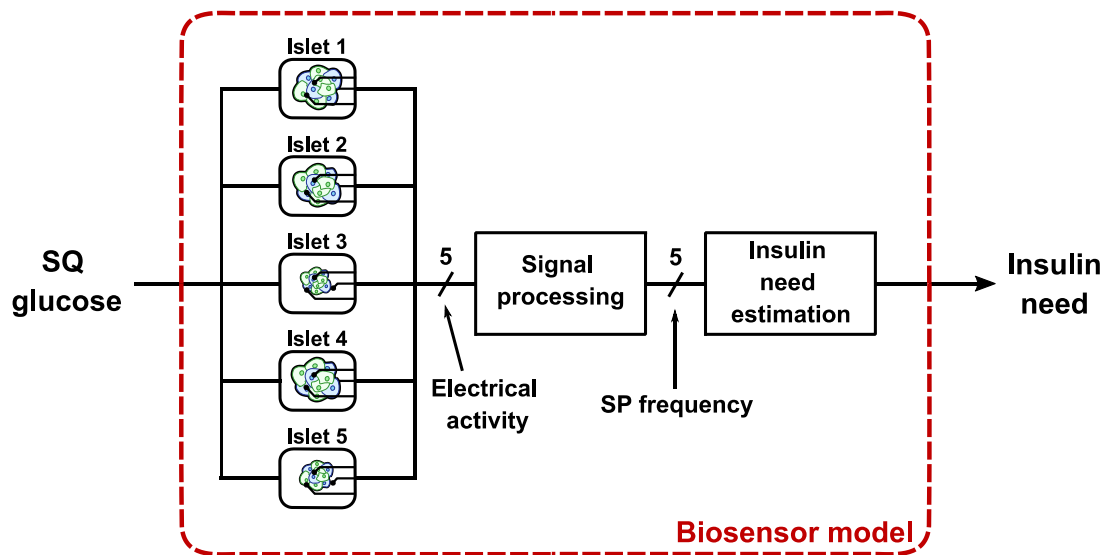 Islet 1
Islet 2
Islet 3
Islet 4
Islet 5
SQ
glucose
5
Electrical
activity
Signal
processing
5
SP frequency
Insulin
need
estimation
Insulin
need
Biosensor model